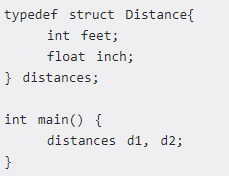 typedef struct Distance{
    int feet;
    float inch;
} distances;

int main() {
    distances d1, d2;
}